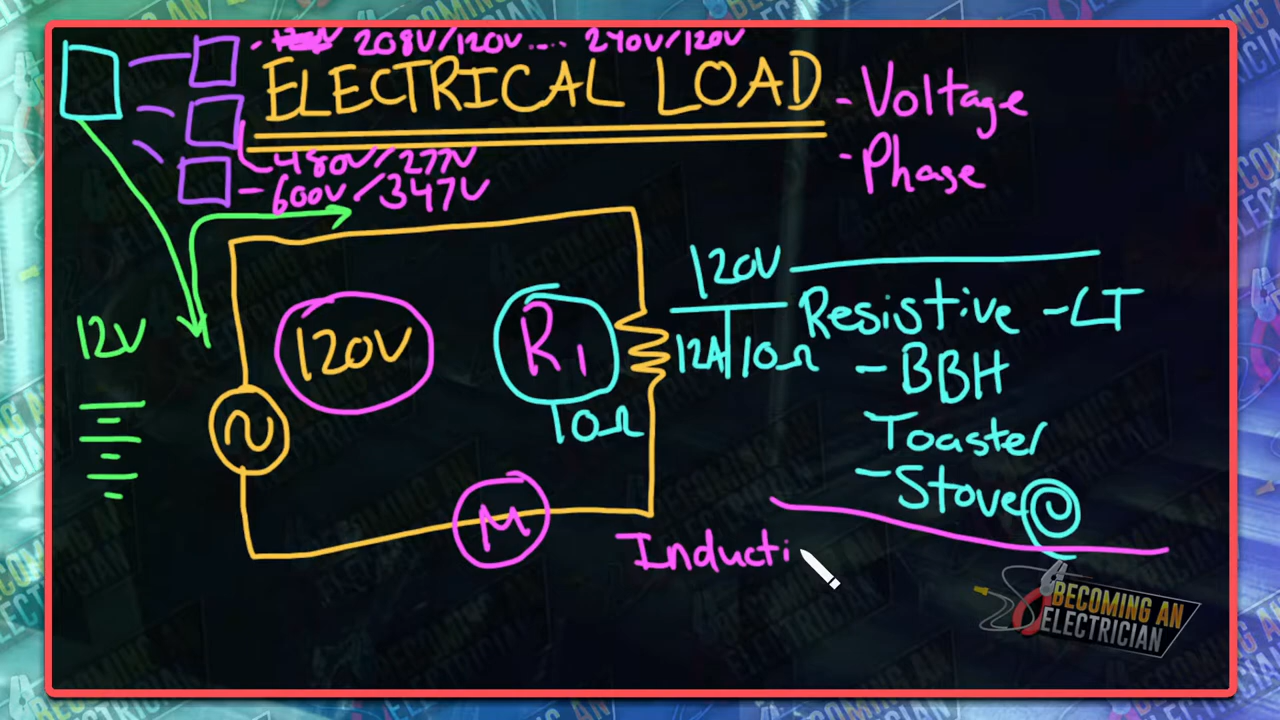 208V/120V.... 240V/120V
ELECTRICAL LOAD
- Voltage
- Phase
480V/277V
- 600V/347V
120V
Resistive - LT
12V
120V
R1
12A
10Ω
- BBH
10Ω
Toaster
- Stove
M
Inducti
BECOMING AN
ELECTRICIAN